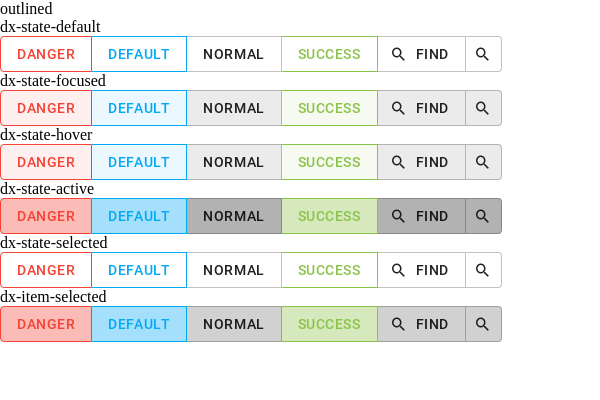 outlined
dx-state-default
DANGER DEFAULT NORMAL SUCCESS FIND
dx-state-focused
DANGER DEFAULT NORMAL SUCCESS FIND
dx-state-hover
DANGER DEFAULT NORMAL SUCCESS FIND
dx-state-active
DANGER DEFAULT NORMAL SUCCESS FIND
dx-state-selected
DANGER DEFAULT NORMAL SUCCESS FIND
dx-item-selected
DANGER DEFAULT NORMAL SUCCESS FIND